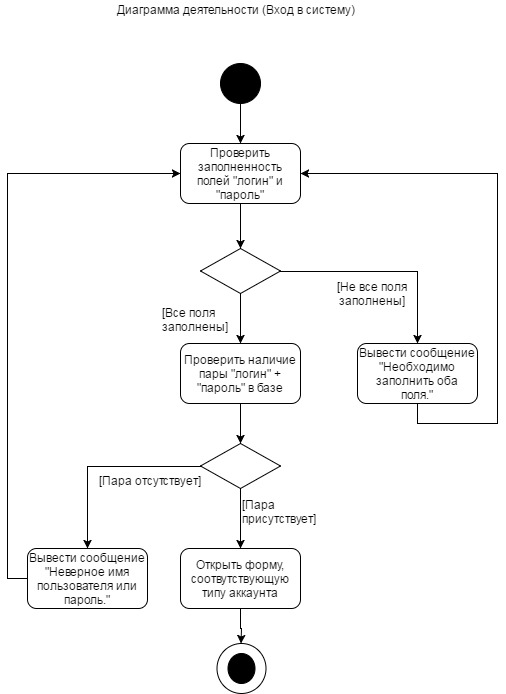 Диаграмма деятельности (Вход в систему)
Проверить
заполненность
полей "логин" и
"пароль"
[Все поля
заполнены]
[Не все поля
заполнены]
Проверить наличие
пары "логин" +
"пароль" в базе
Вывести сообщение
"Необходимо
заполнить оба
поля."
[Пара отсутствует]
[Пара
присутствует]
Вывести сообщение
"Неверное имя
пользователя или
пароль."
Открыть форму,
соотвутствующую
типу аккаунта